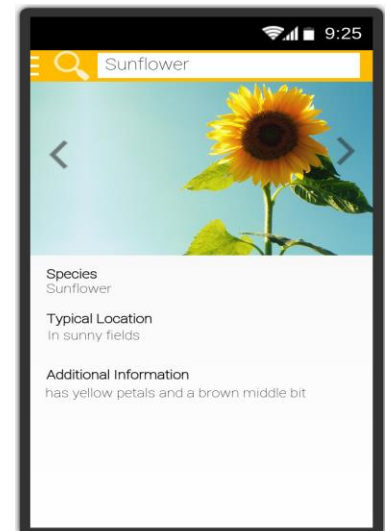 9:25
Sunflower
Species
Sunflower
Typical Location
In sunny fields
Additional Information
has yellow petals and a brown middle bit